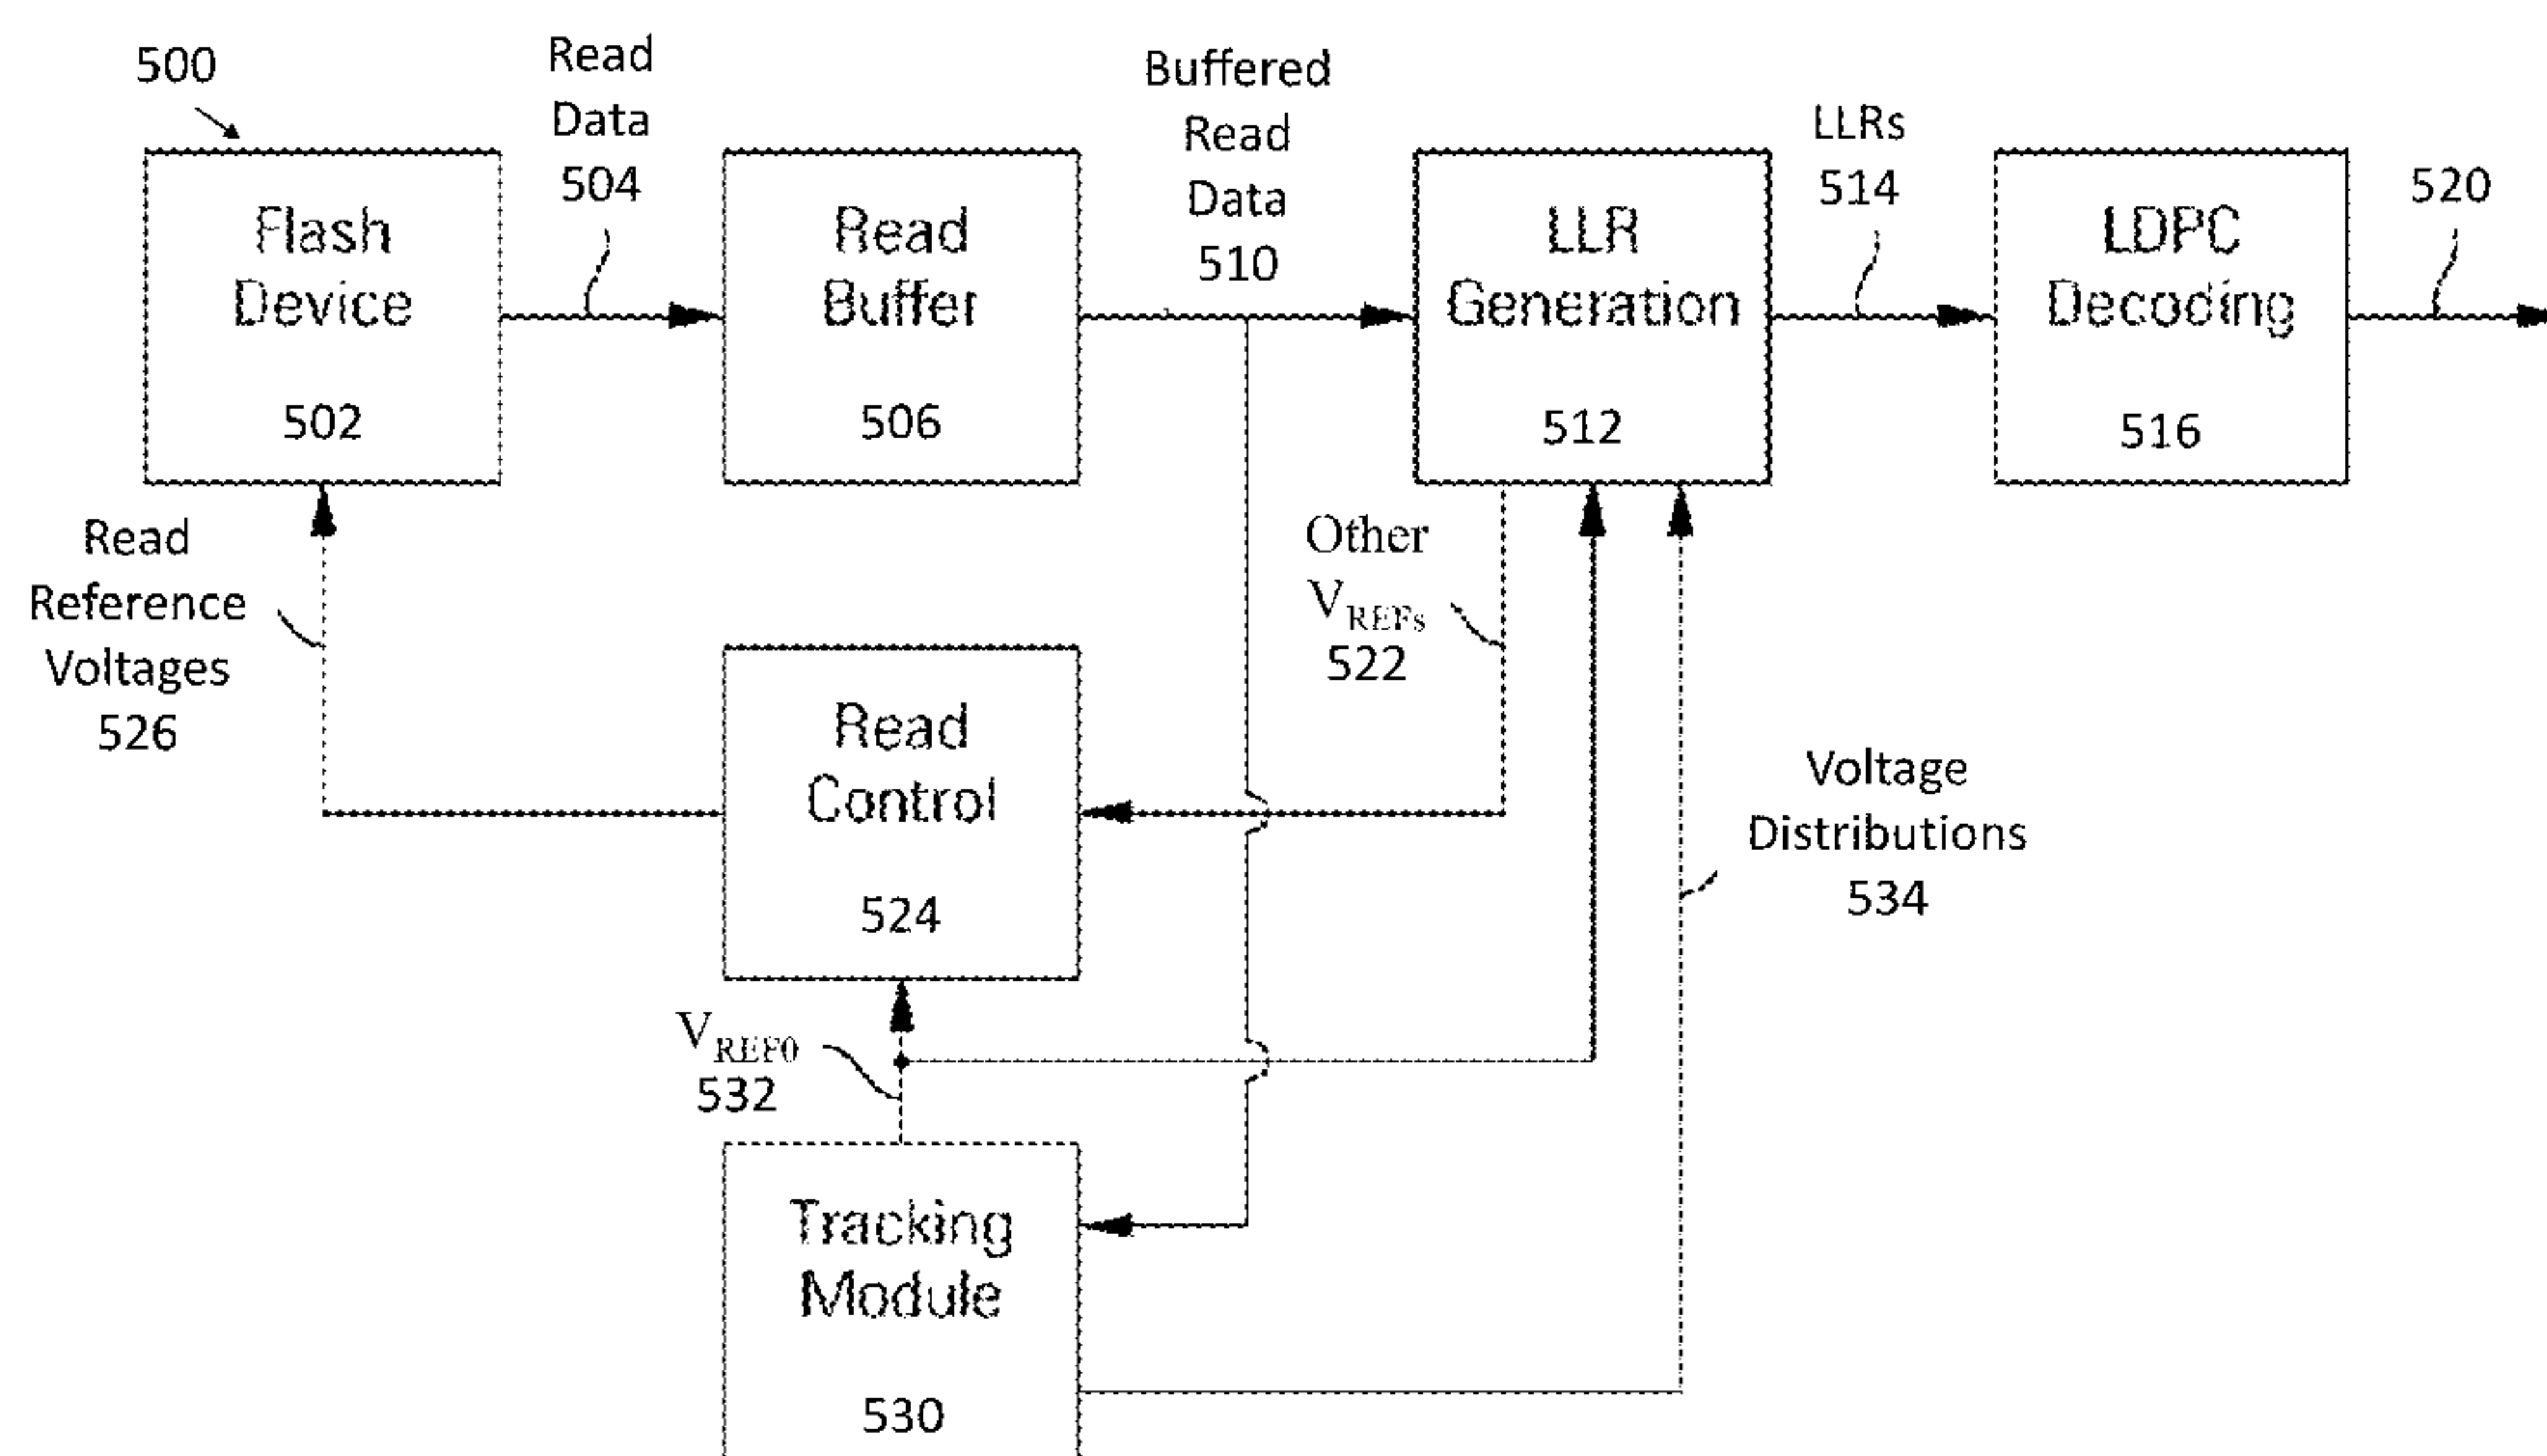 500
Read
Data
504
Buffered
Read
Data
510
LLRs
514
520
Flash
Device
502
Read
Buffer
506
LLR
Generation
512
LDPC
Decoding
516
Read
Reference
Voltages
526
Other
VREFs
522
Read
Control
524
Voltage
Distributions
534
VREF0
532
Tracking
Module
530